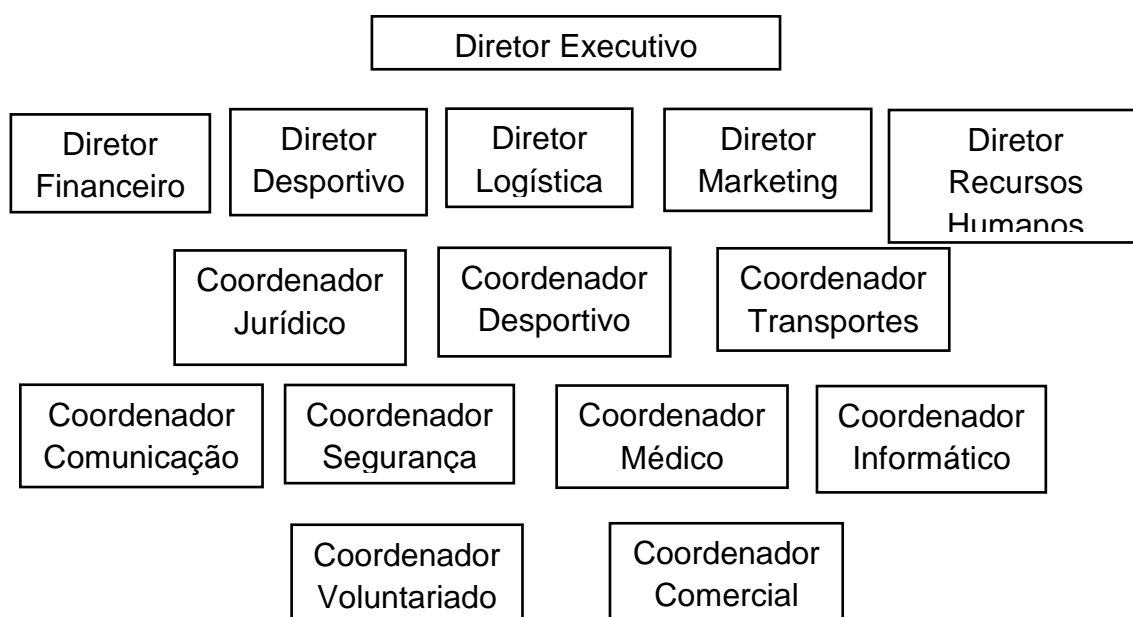 Diretor Executivo
Diretor
Financeiro
Diretor
Desportivo
Diretor
Logística
Diretor
Marketing
Diretor
Recursos
Humanos
Coordenador
Jurídico
Coordenador
Desportivo
Coordenador
Transportes
Coordenador
Comunicação
Coordenador
Segurança
Coordenador
Médico
Coordenador
Informático
Coordenador
Voluntariado
Coordenador
Comercial